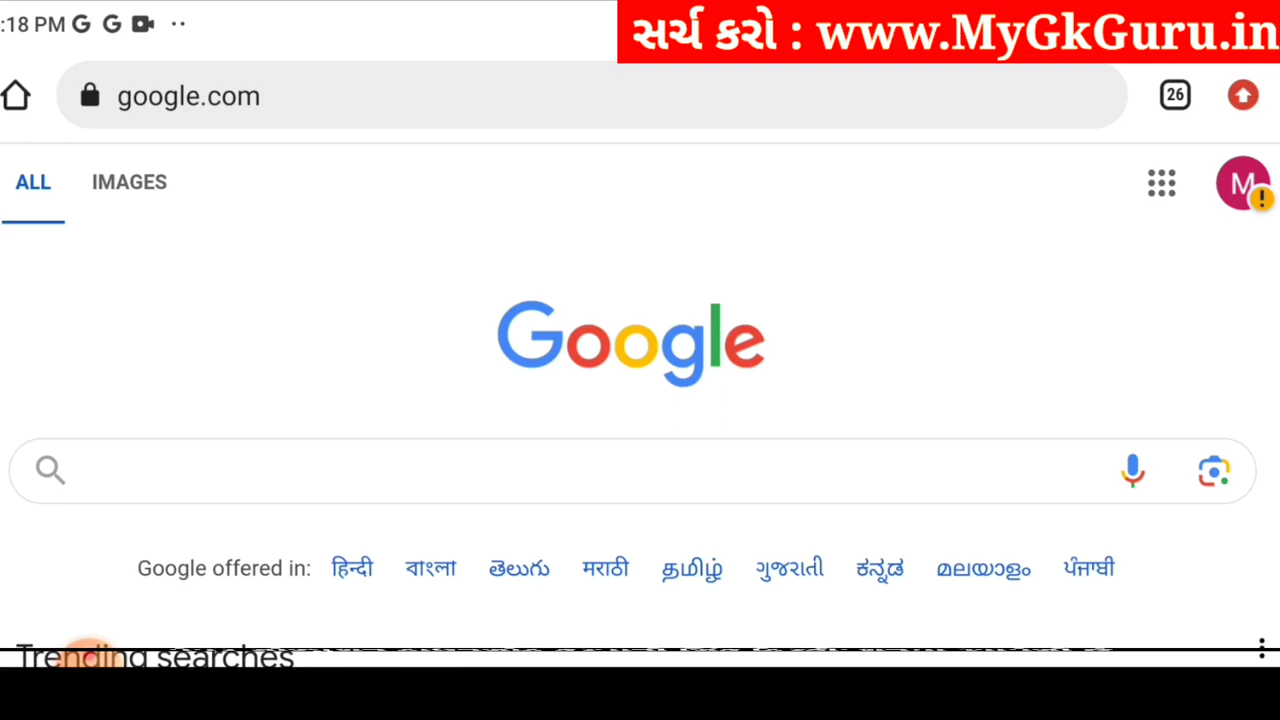 :18 PM G G ··
સર્ચ કરો : www.MyGkGuru.in
google.com
26
ALL IMAGES
M !
Google
Google offered in: हिन्दी বাংলা తెలుగు मराठी தமிழ் ગુજરાતી ಕನ್ನಡ മലയാളം ਪੰਜਾਬੀ
Trending searches